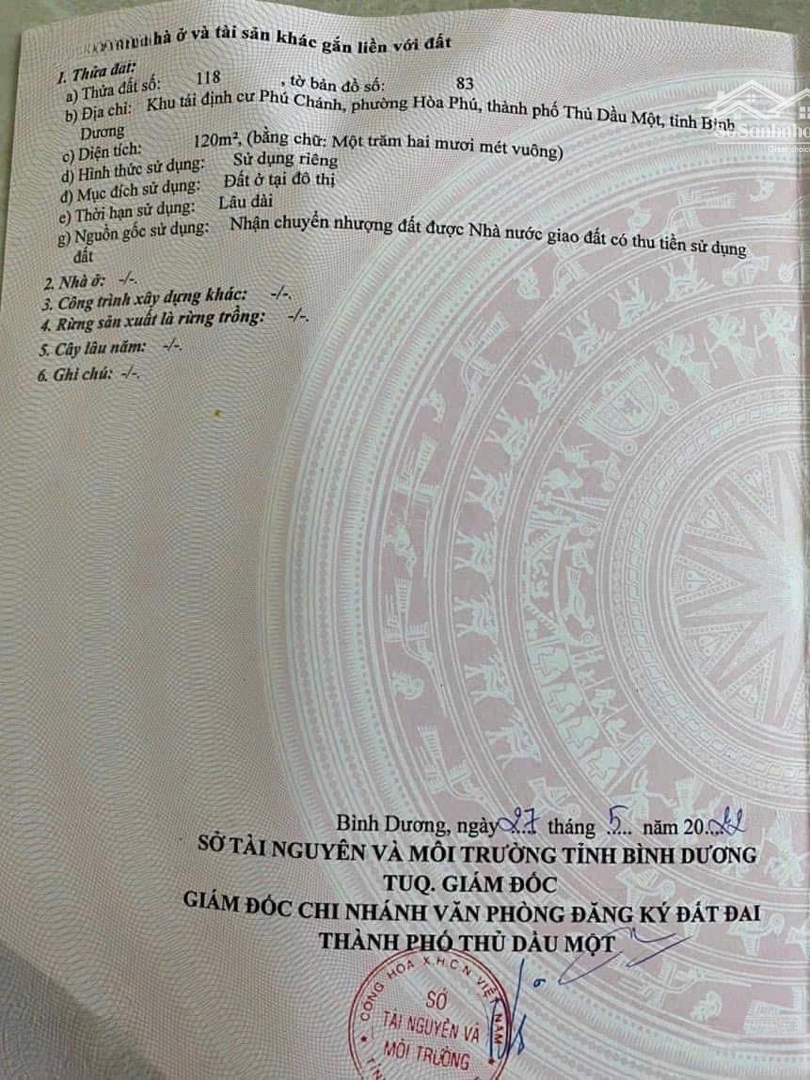 nhà ở và tài sản khác gắn liền với đất
1. Thửa đất:
a) Thửa đất số: 118 , tờ bản đồ số: 83
b) Địa chỉ: Khu tái định cư Phú Chánh, phường Hòa Phú, thành phố Thủ Dầu Một, tỉnh Bình
Dương
c) Diện tích: 120m², (bằng chữ: Một trăm hai mươi mét vuông)
d) Hình thức sử dụng: Sử dụng riêng
đ) Mục đích sử dụng: Đất ở tại đô thị
e) Thời hạn sử dụng: Lâu dài
g) Nguồn gốc sử dụng: Nhận chuyển nhượng đất được Nhà nước giao đất có thu tiền sử dụng
đất
2. Nhà ở: -/-.
3. Công trình xây dựng khác: -/-.
4. Rừng sản xuất là rừng trồng: -/-.
5. Cây lâu năm: -/-.
6. Ghi chú: -/-.
Bình Dương, ngày 27 tháng 5 năm 2022
SỞ TÀI NGUYÊN VÀ MÔI TRƯỜNG TỈNH BÌNH DƯƠNG
TUQ. GIÁM ĐỐC
GIÁM ĐỐC CHI NHÁNH VĂN PHÒNG ĐĂNG KÝ ĐẤT ĐAI
THÀNH PHỐ THỦ DẦU MỘT
CỘNG HÒA X.H.C.N VIỆT NAM
SỞ
TÀI NGUYÊN VÀ
MÔI TRƯỜNG